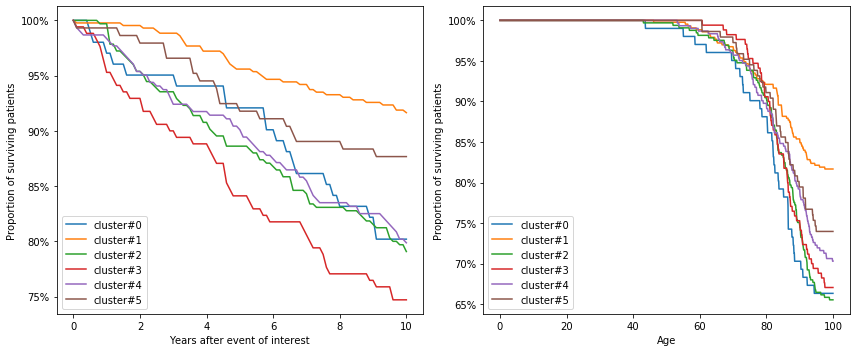 100%
95%
90%
85%
80%
75%
Proportion of surviving patients
cluster#0
cluster#1
cluster#2
cluster#3
cluster#4
cluster#5
0 2 4 6 8 10
Years after event of interest
100%
95%
90%
85%
80%
75%
70%
65%
Proportion of surviving patients
cluster#0
cluster#1
cluster#2
cluster#3
cluster#4
cluster#5
0 20 40 60 80 100
Age